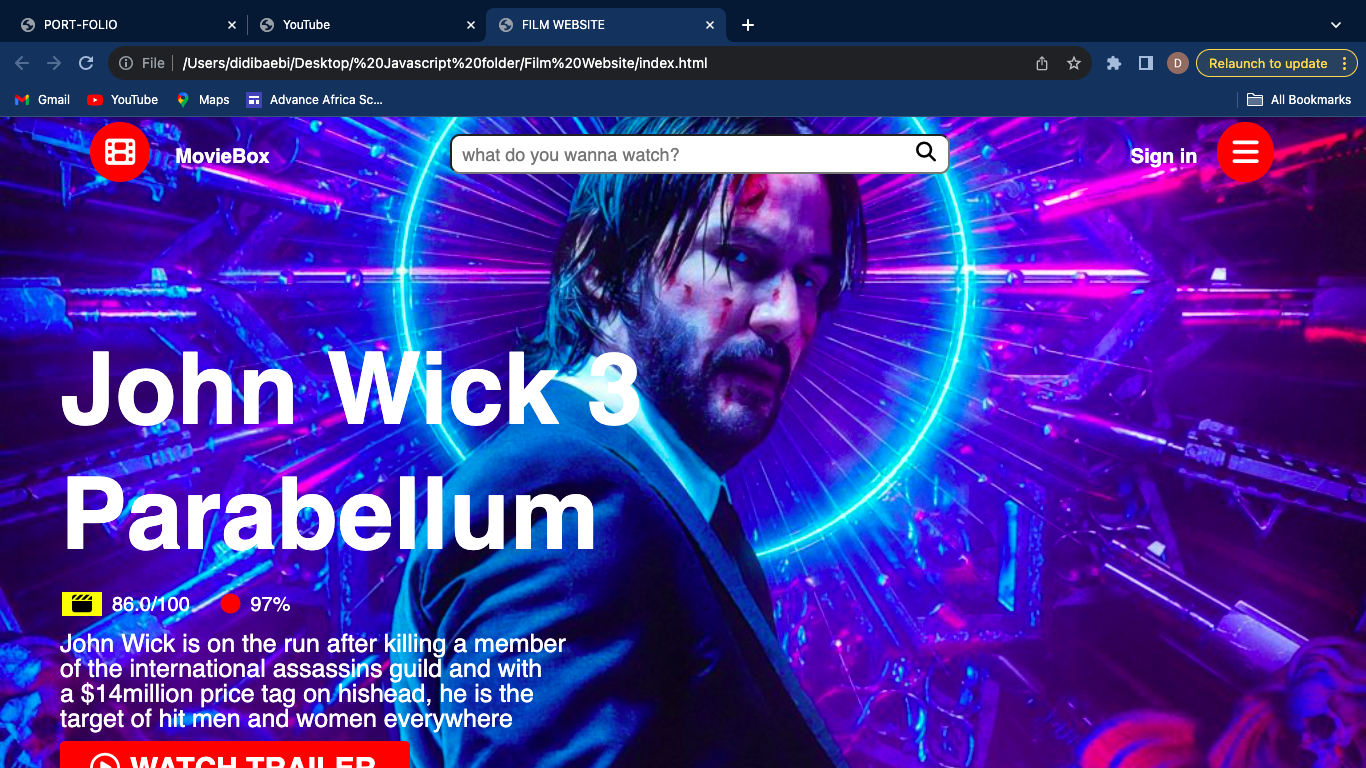 PORT-FOLIO
YouTube
FILM WEBSITE
File
/Users/didibaebi/Desktop/%20Javascript%20folder/Film%20Website/index.html
D
Relaunch to update
Gmail
YouTube
Maps
Advance Africa Sc...
All Bookmarks
MovieBox
what do you wanna watch?
Sign in
John Wick 3
Parabellum
86.0/100
97%
John Wick is on the run after killing a member
of the international assassins guild and with
a $14million price tag on hishead, he is the
target of hit men and women everywhere
WATCH TRAILER